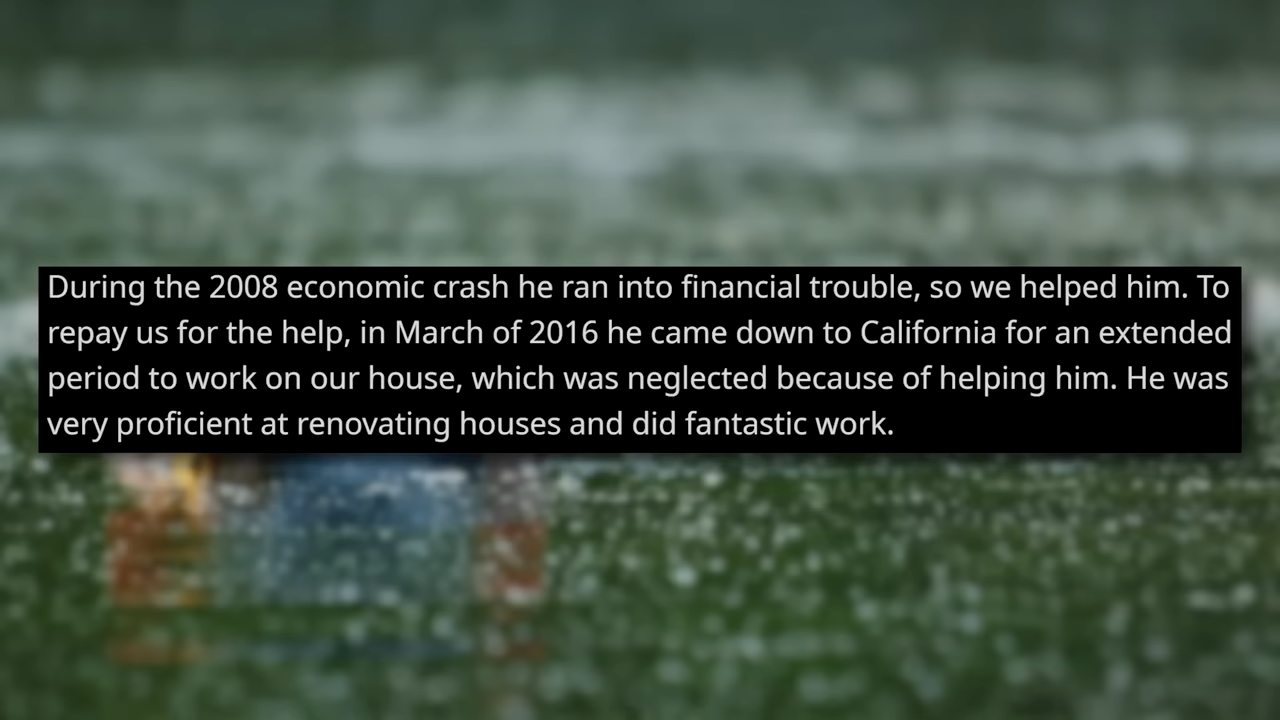 During the 2008 economic crash he ran into financial trouble, so we helped him. To
repay us for the help, in March of 2016 he came down to California for an extended
period to work on our house, which was neglected because of helping him. He was
very proficient at renovating houses and did fantastic work.